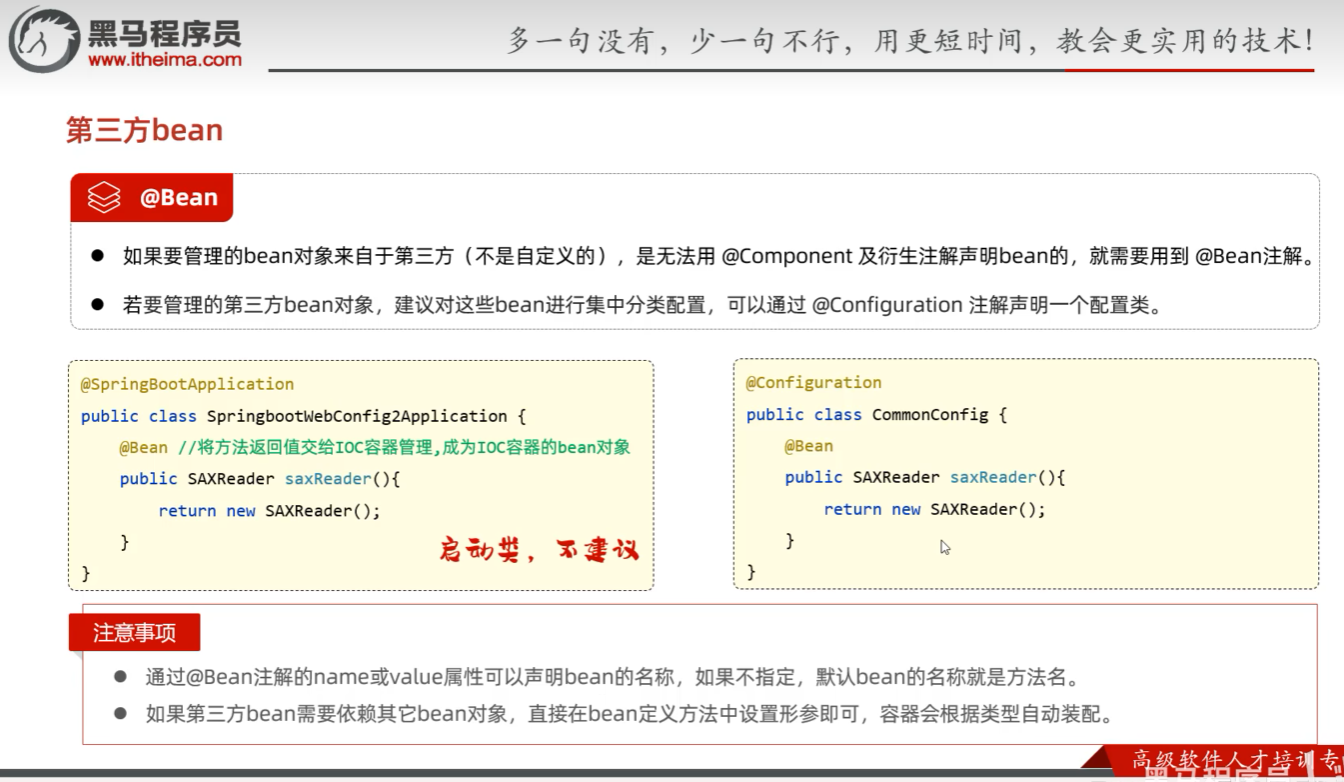 黑马程序员
www.itheima.com
多一句没有，少一句不行，用更短时间，教会更实用的技术！
第三方bean
@Bean
● 如果要管理的bean对象来自于第三方（不是自定义的），是无法用 @Component 及衍生注解声明bean的，就需要用到 @Bean注解。
● 若要管理的第三方bean对象，建议对这些bean进行集中分类配置，可以通过 @Configuration 注解声明一个配置类。
@SpringBootApplication
public class SpringbootWebConfig2Application {
@Bean //将方法返回值交给IOC容器管理,成为IOC容器的bean对象
public SAXReader saxReader(){
return new SAXReader();
}
}
启动类，不建议
@Configuration
public class CommonConfig {
@Bean
public SAXReader saxReader(){
return new SAXReader();
}
}
注意事项
● 通过@Bean注解的name或value属性可以声明bean的名称，如果不指定，默认bean的名称就是方法名。
● 如果第三方bean需要依赖其它bean对象，直接在bean定义方法中设置形参即可，容器会根据类型自动装配。
高级软件人才培训专